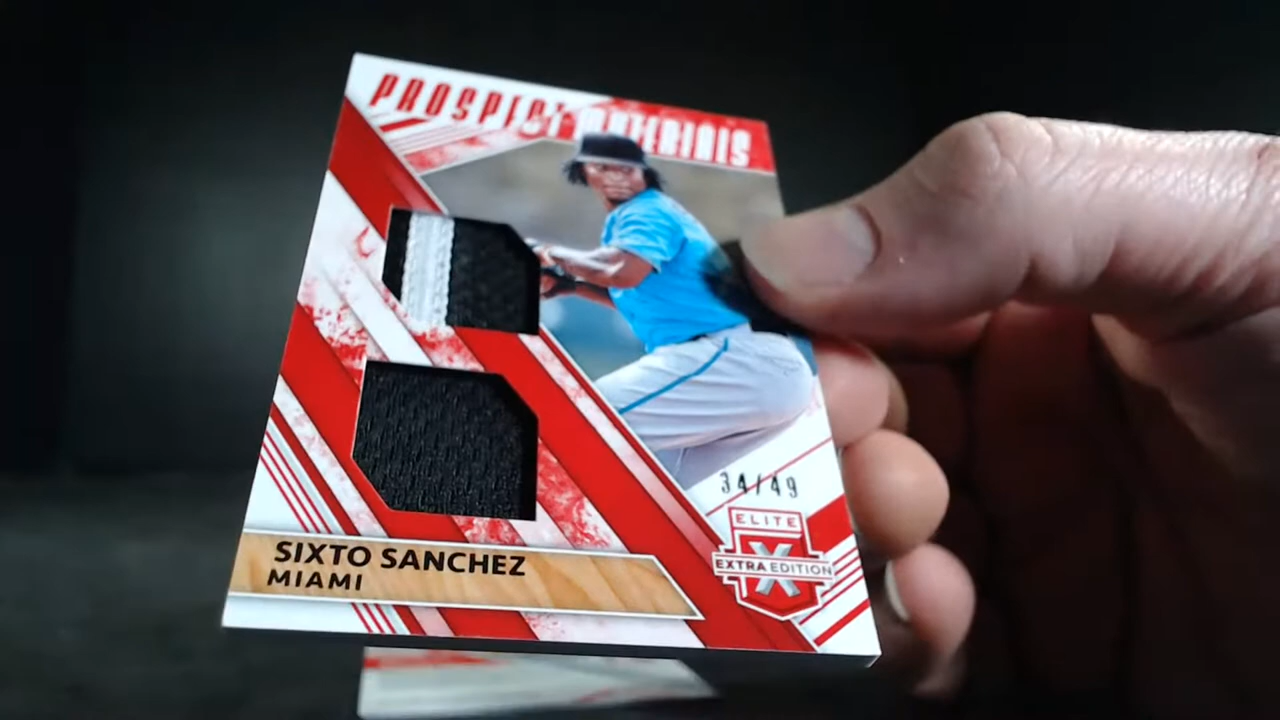 PROSPECT MATERIALS
34/49
ELITE
X
EXTRA EDITION
SIXTO SANCHEZ
MIAMI